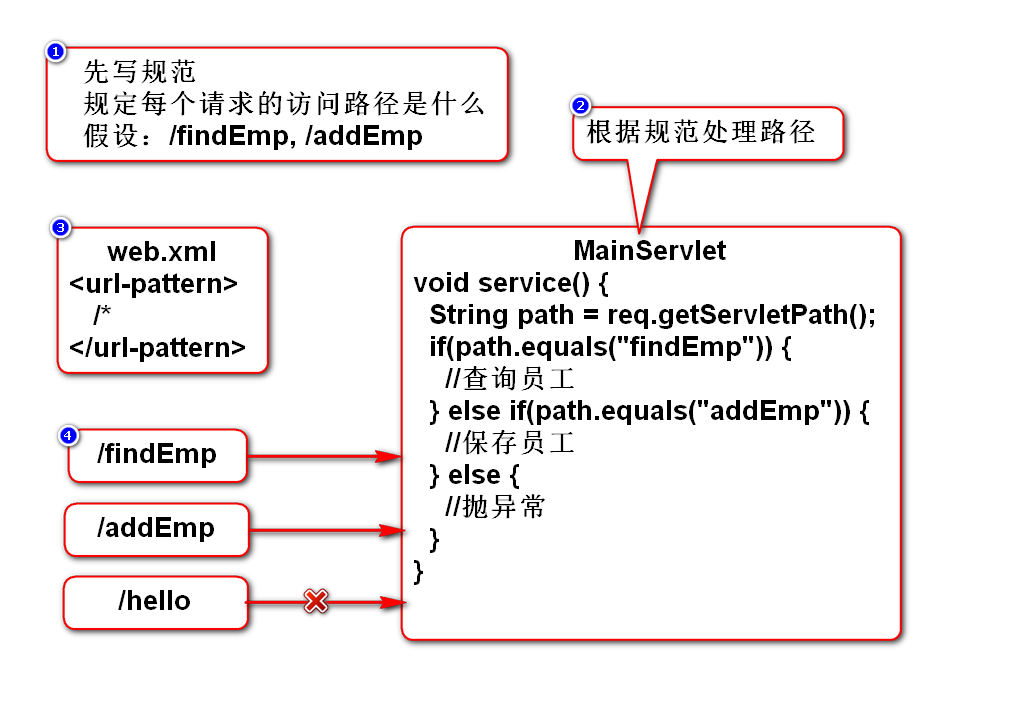 1
先写规范
规定每个请求的访问路径是什么
假设：/findEmp, /addEmp
2
根据规范处理路径
3
web.xml
<url-pattern>
/*
</url-pattern>
MainServlet
void service() {
String path = req.getServletPath();
if(path.equals("findEmp")) {
//查询员工
} else if(path.equals("addEmp")) {
//保存员工
} else {
//抛异常
}
}
4
/findEmp
/addEmp
/hello